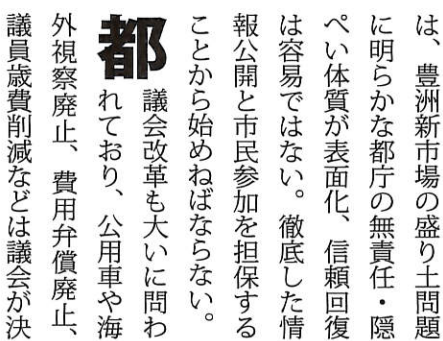 は、豊洲新市場の盛り土問題
に明らかな都庁の無責任・隠
ぺい体質が表面化、信頼回復
は容易ではない。徹底した情
報公開と市民参加を担保する
ことから始めねばならない。
都議会改革も大いに問わ
れており、公用車や海
外視察廃止、費用弁償廃止、
議員歳費削減などは議会が決